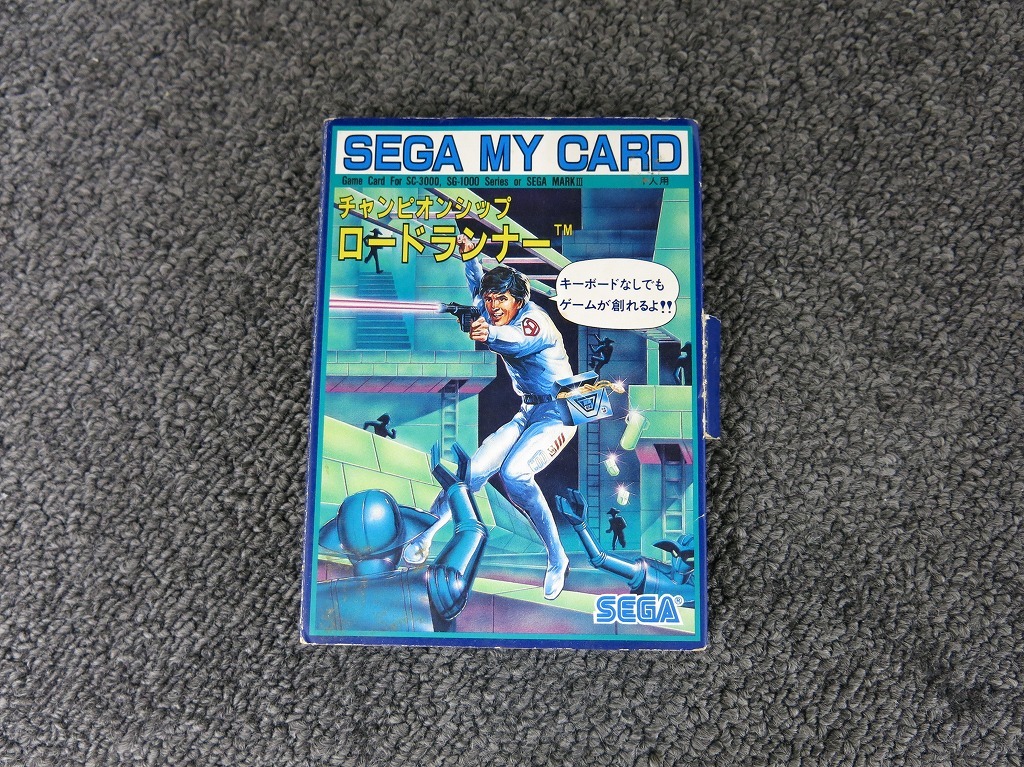 SEGA MY CARD
Game Card For SC-3000, SG-1000 Series or SEGA MARKIII
1人用
チャンピオンシップ
ロードランナー™
キーボードなしでも
ゲームが創れるよ!!
SEGA®